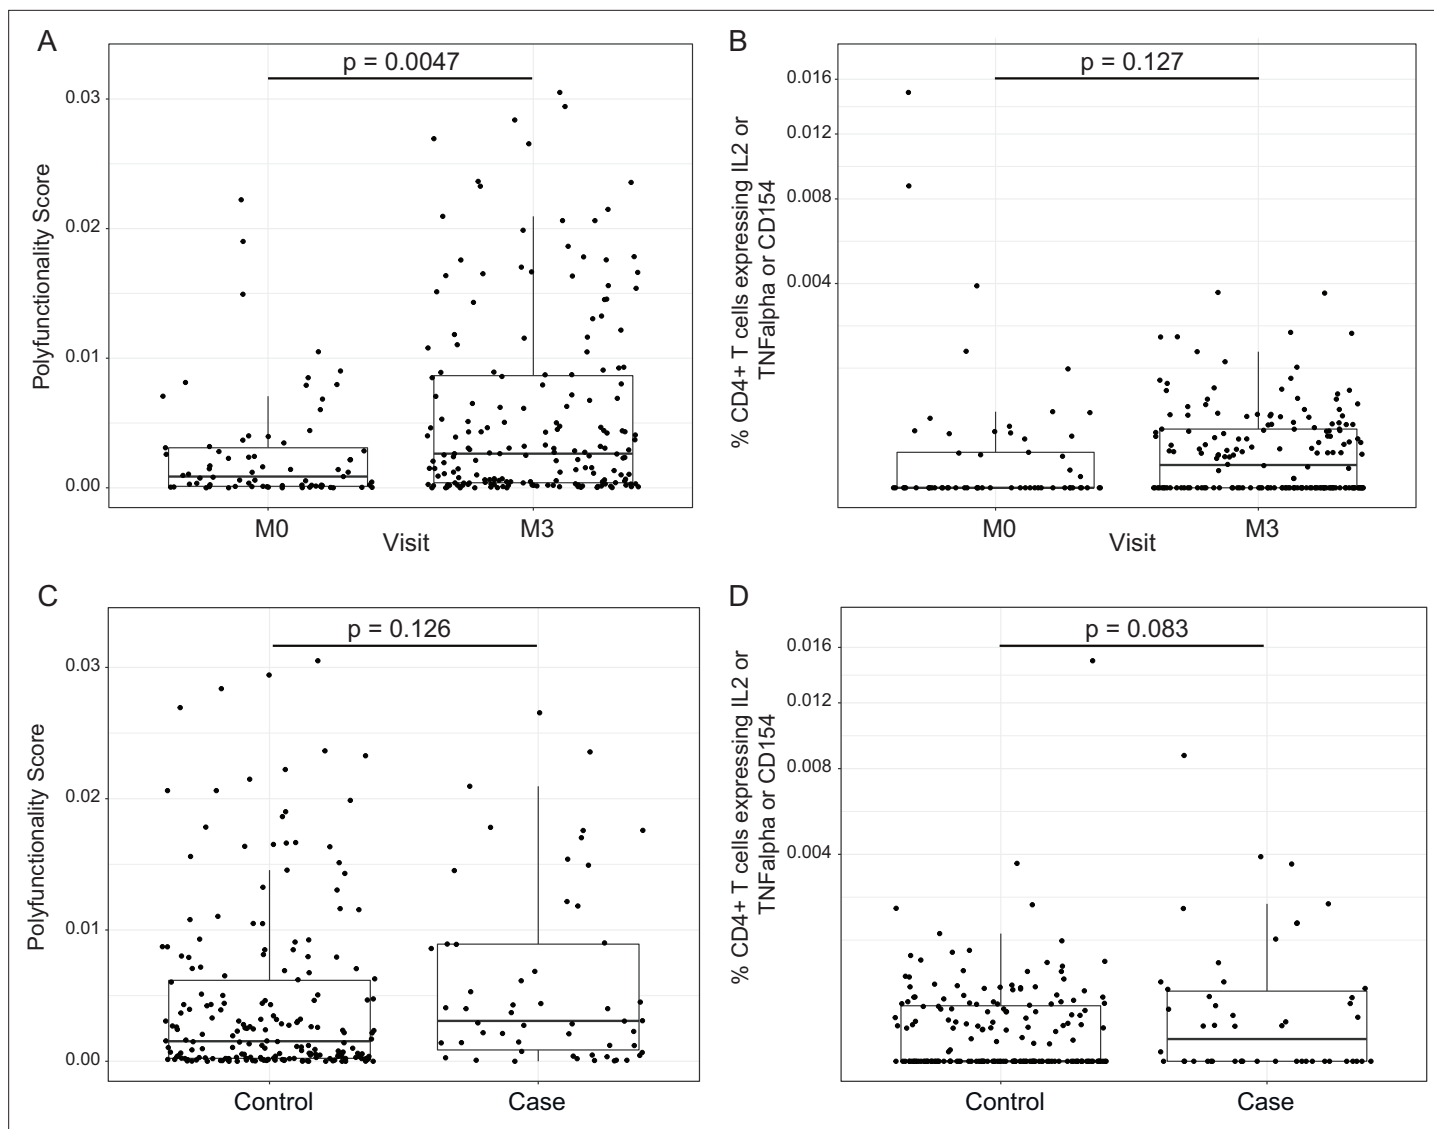 A
p = 0.0047
Polyfunctionality Score
0.03
0.02
0.01
0.00
M0
M3
Visit
B
p = 0.127
% CD4+ T cells expressing IL2 or
TNFalpha or CD154
0.016
0.012
0.008
0.004
M0
M3
Visit
C
p = 0.126
Polyfunctionality Score
0.03
0.02
0.01
0.00
Control
Case
D
p = 0.083
% CD4+ T cells expressing IL2 or
TNFalpha or CD154
0.016
0.012
0.008
0.004
Control
Case